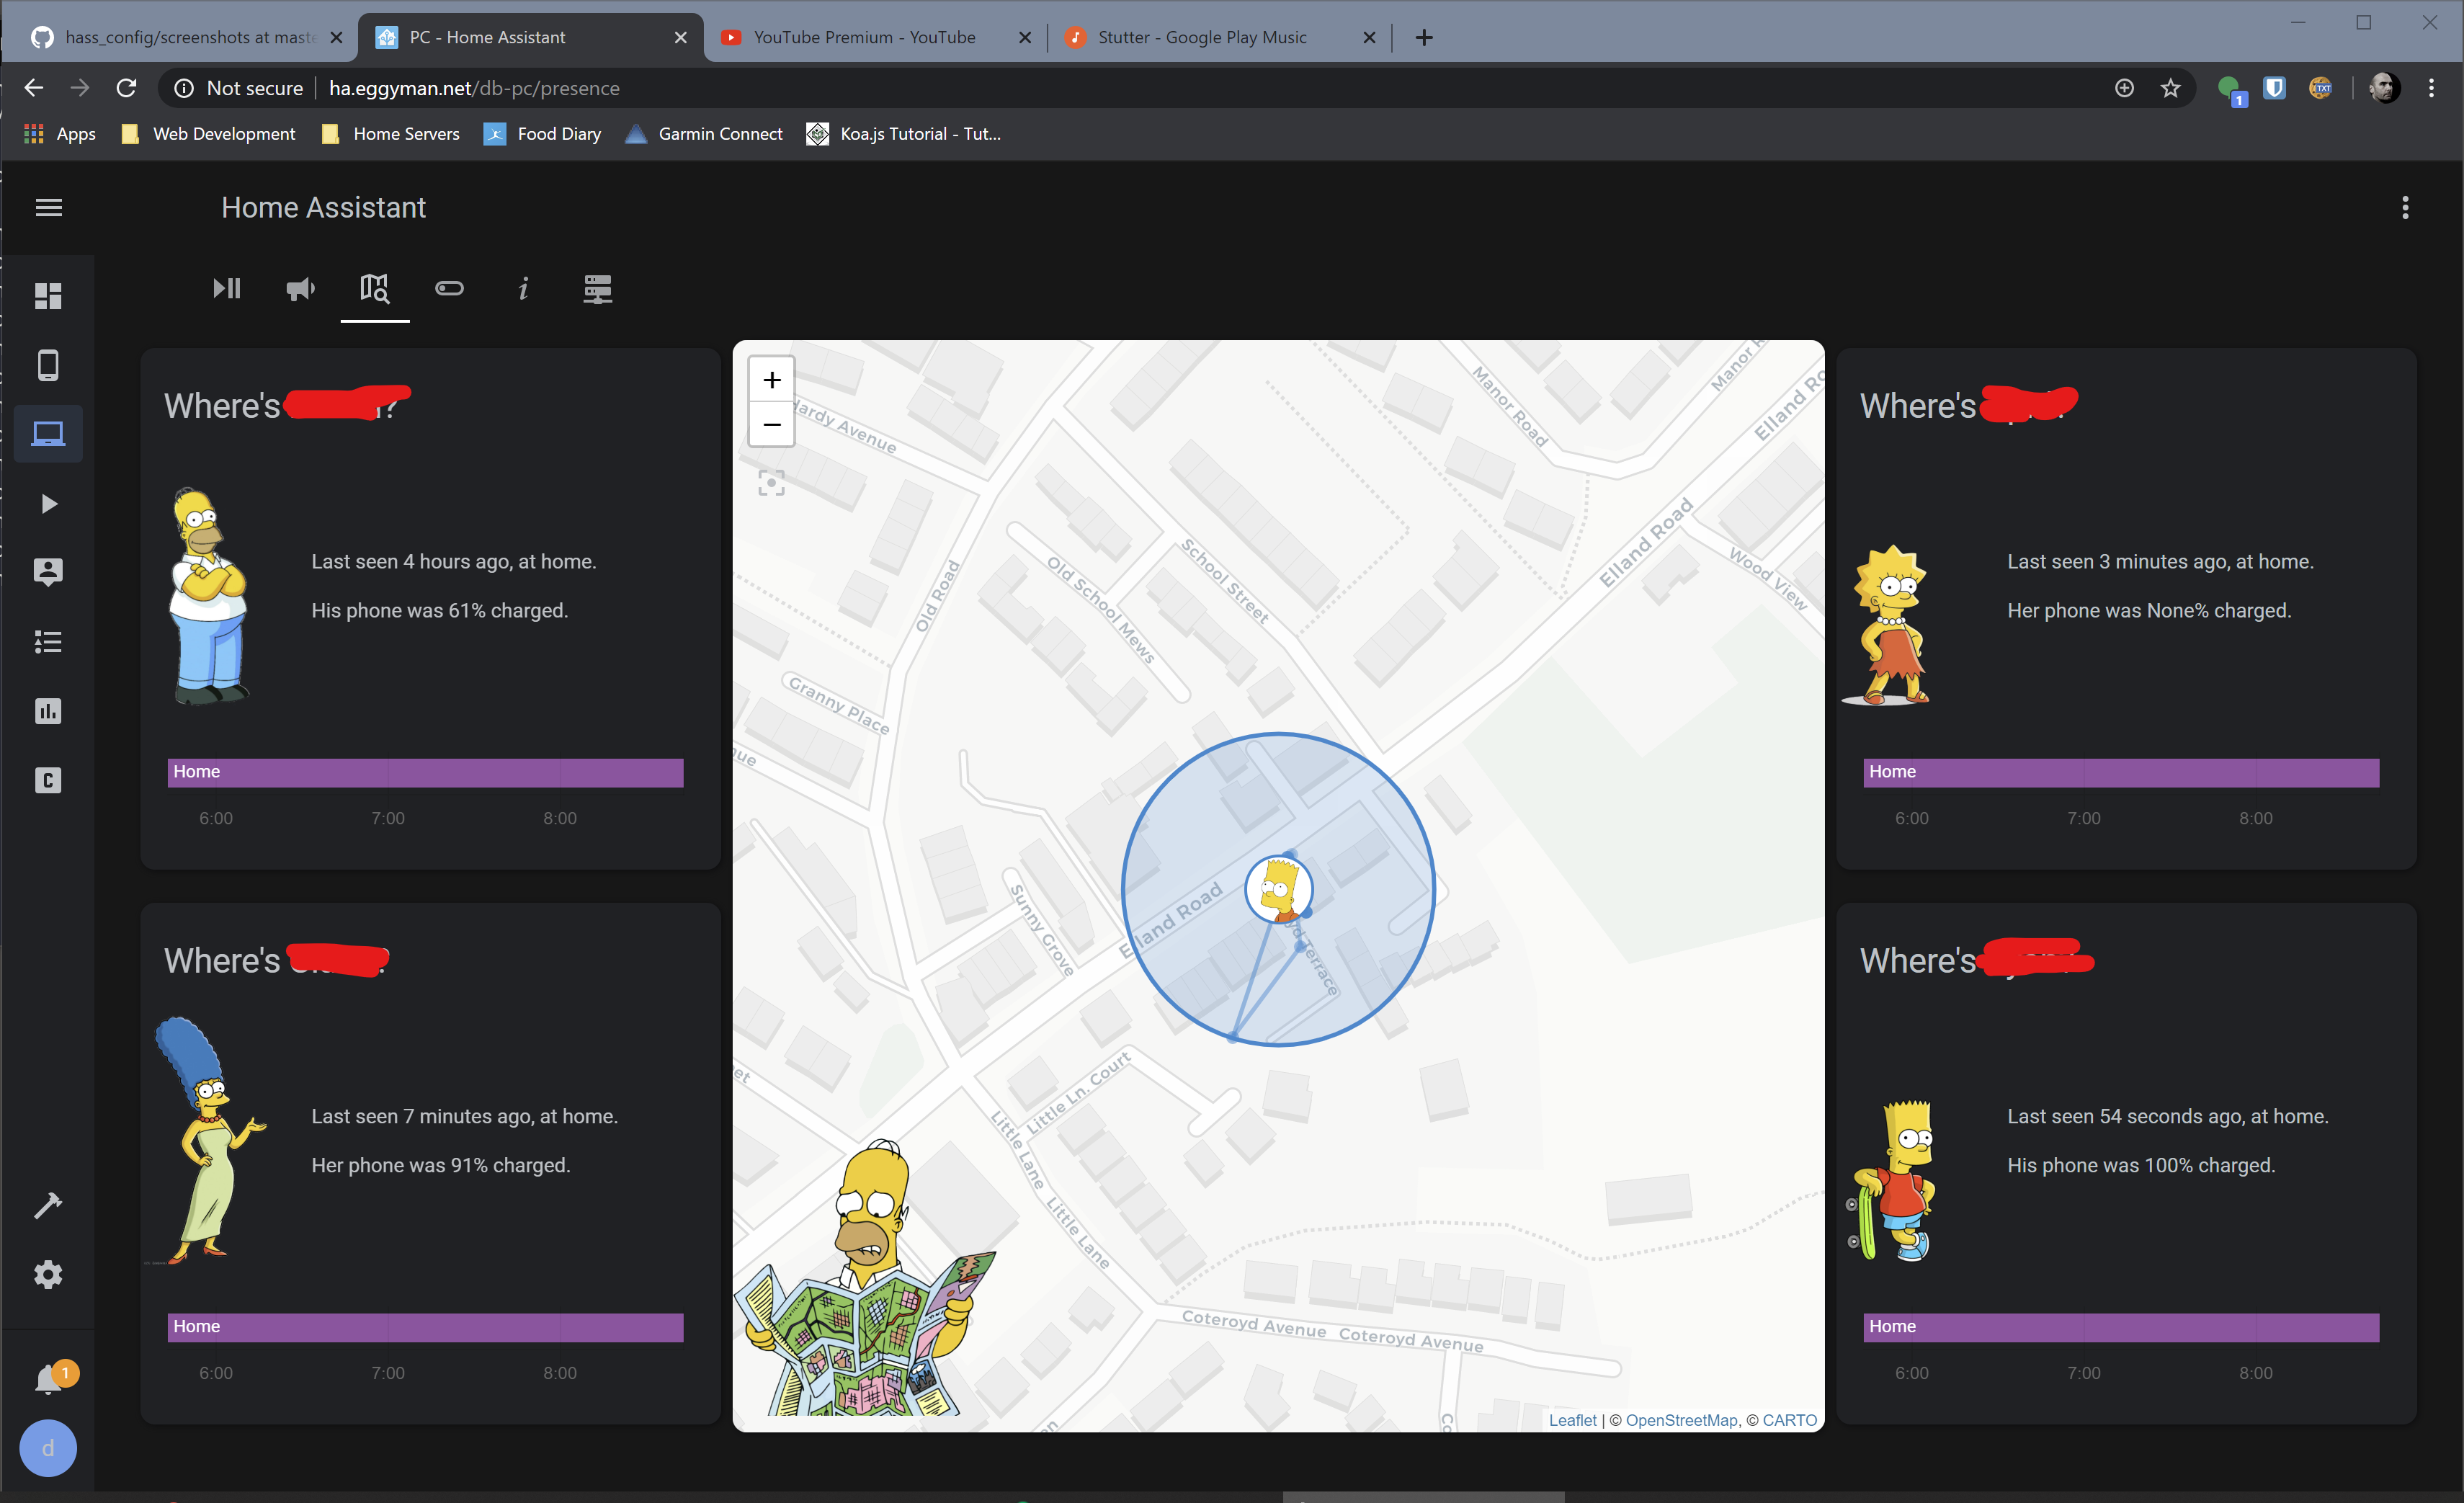 hass_config/screenshots at maste
PC - Home Assistant
YouTube Premium - YouTube
Stutter - Google Play Music
Not secure
ha.eggyman.net/db-pc/presence
1
TXT
Apps
Web Development
Home Servers
Food Diary
Garmin Connect
Koa.js Tutorial - Tut...
Home Assistant
Where's
?
Last seen 4 hours ago, at home.
His phone was 61% charged.
Home
6:00 7:00 8:00
Where's
Last seen 7 minutes ago, at home.
Her phone was 91% charged.
Home
6:00 7:00 8:00
+
−
Hardy Avenue
Manor Road
Manor R
Elland Ro
Elland Road
Wood View
School Street
Old School Mews
Old Road
Granny Place
nue
Sunny Grove
Elland Road
yd Terrace
Little Ln. Court
Little Lane
Little Lane
et
Coteroyd Avenue
Coteroyd Avenue
Co
en
Leaflet | © OpenStreetMap, © CARTO
Where's
Last seen 3 minutes ago, at home.
Her phone was None% charged.
Home
6:00 7:00 8:00
Where's
Last seen 54 seconds ago, at home.
His phone was 100% charged.
Home
6:00 7:00 8:00
C
1
d